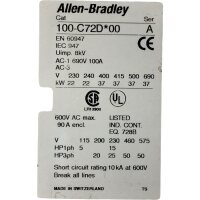 Allen-Bradley
Cat Ser
100-C72D*00 A
EN 60947
IEC 947
Uimp. 8kV
AC-1 690V 100A
AC-3
V 230 240 400 415 500 690
kW 22 22 37 37
LISTED
600V AC max.
90 A encl.
Ind. Cont. Eq.
EQ. 728B
V 115 200 230 460 575
HP1ph 5 15
HP3ph 20 25 50 50
Short rating 10kA at 600V
Break all lines
MADE IN SWITZERLAND